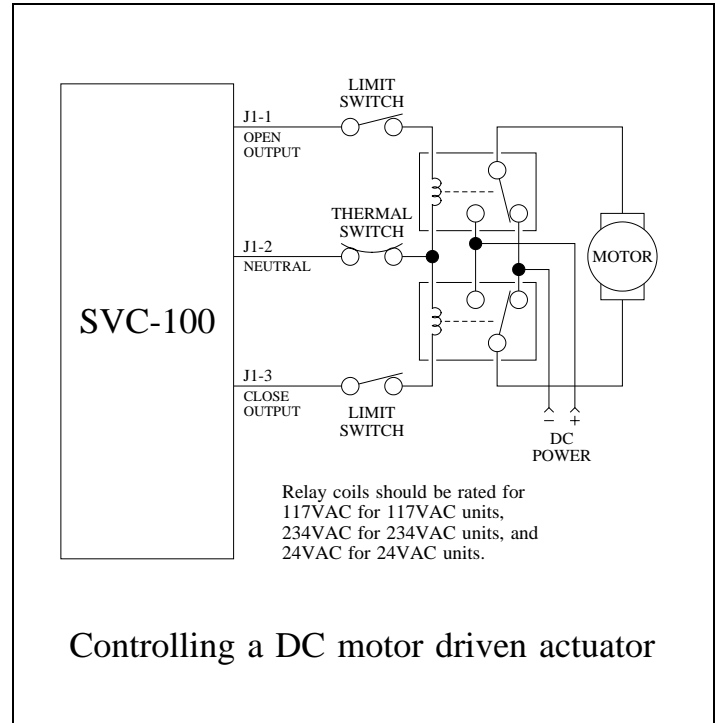 LIMIT
SWITCH
J1-1
OPEN
OUTPUT
THERMAL
SWITCH
J1-2
NEUTRAL
MOTOR
SVC-100
J1-3
CLOSE
OUTPUT
LIMIT
SWITCH
− +
DC
POWER
Relay coils should be rated for
117VAC for 117VAC units,
234VAC for 234VAC units, and
24VAC for 24VAC units.
Controlling a DC motor driven actuator